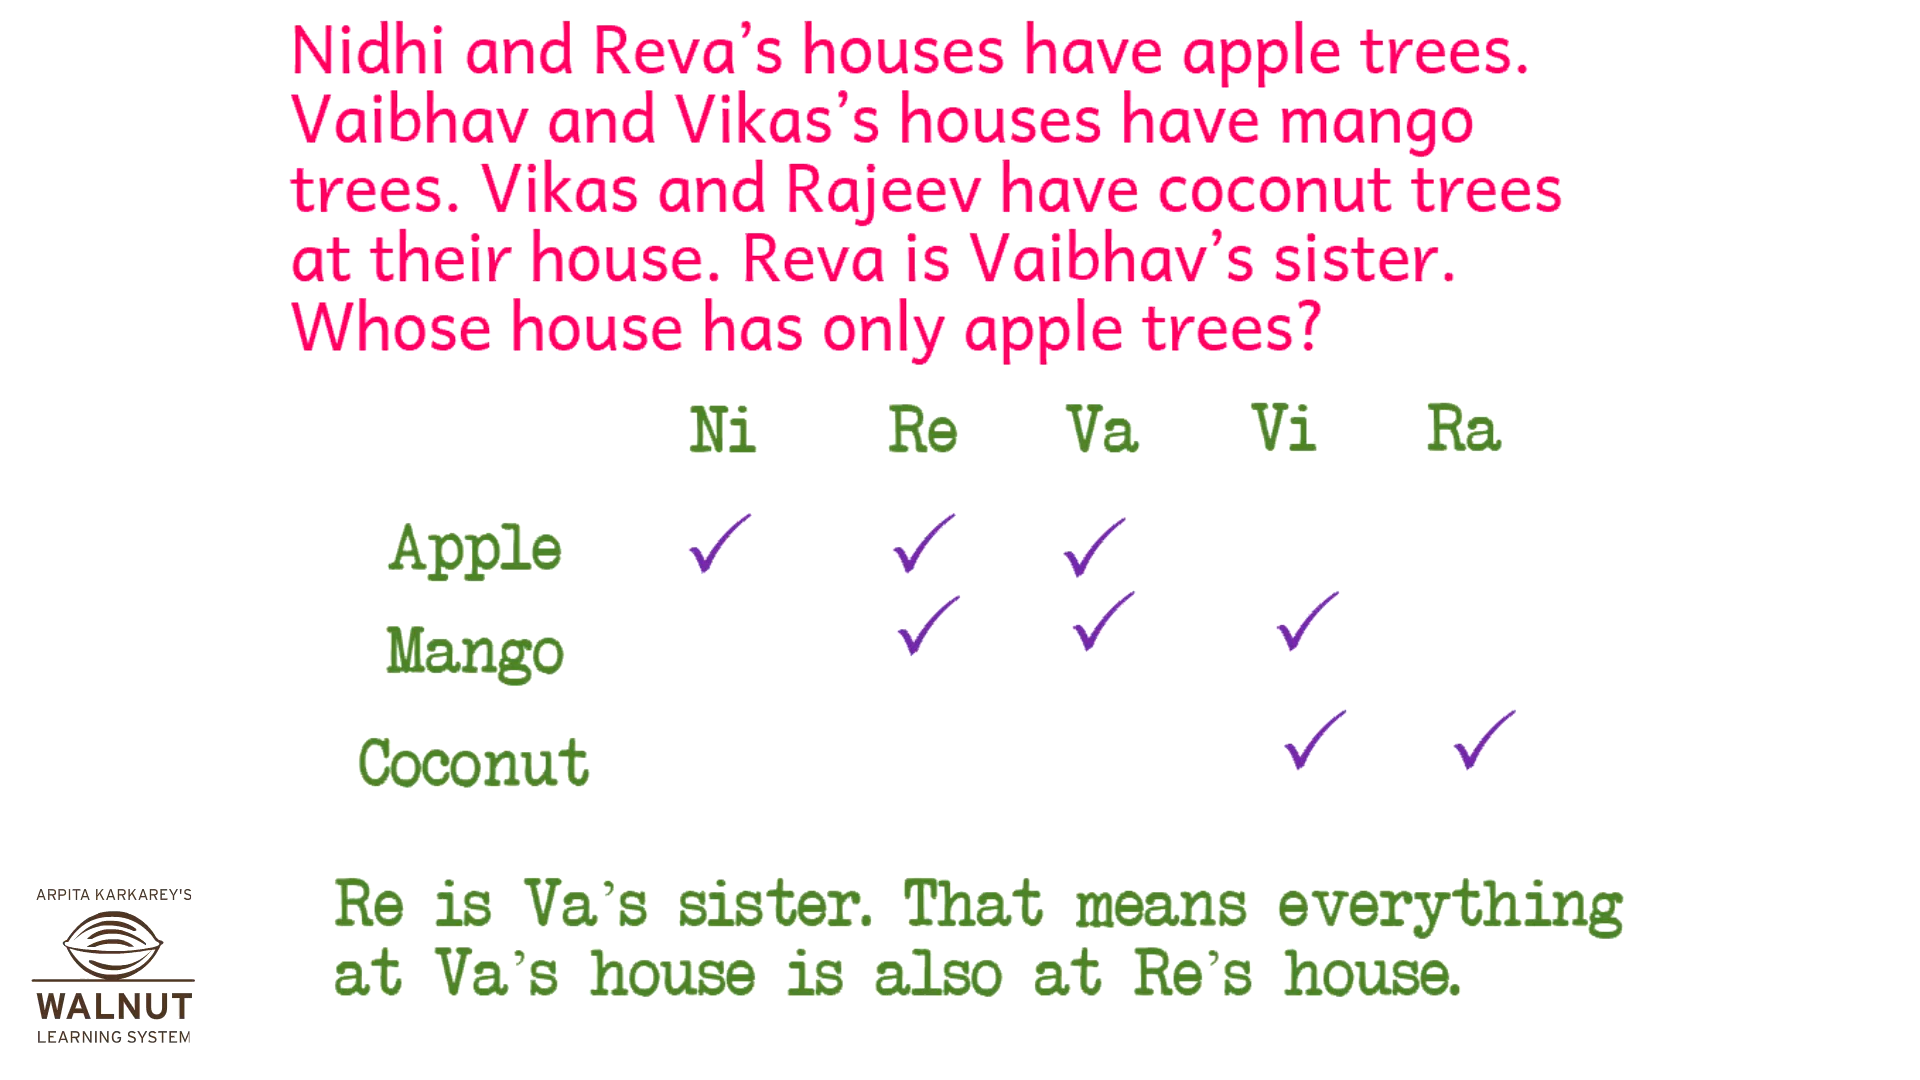 Nidhi and Reva’s houses have apple trees.
Vaibhav and Vikas’s houses have mango
trees. Vikas and Rajeev have coconut trees
at their house. Reva is Vaibhav’s sister.
Whose house has only apple trees?
Ni Re Va Vi Ra
Apple ✓ ✓ ✓
Mango ✓ ✓ ✓
Coconut ✓ ✓
Re is Va’s sister. That means everything
at Va’s house is also at Re’s house.
ARPITA KARKAREY'S
WALNUT
LEARNING SYSTEM